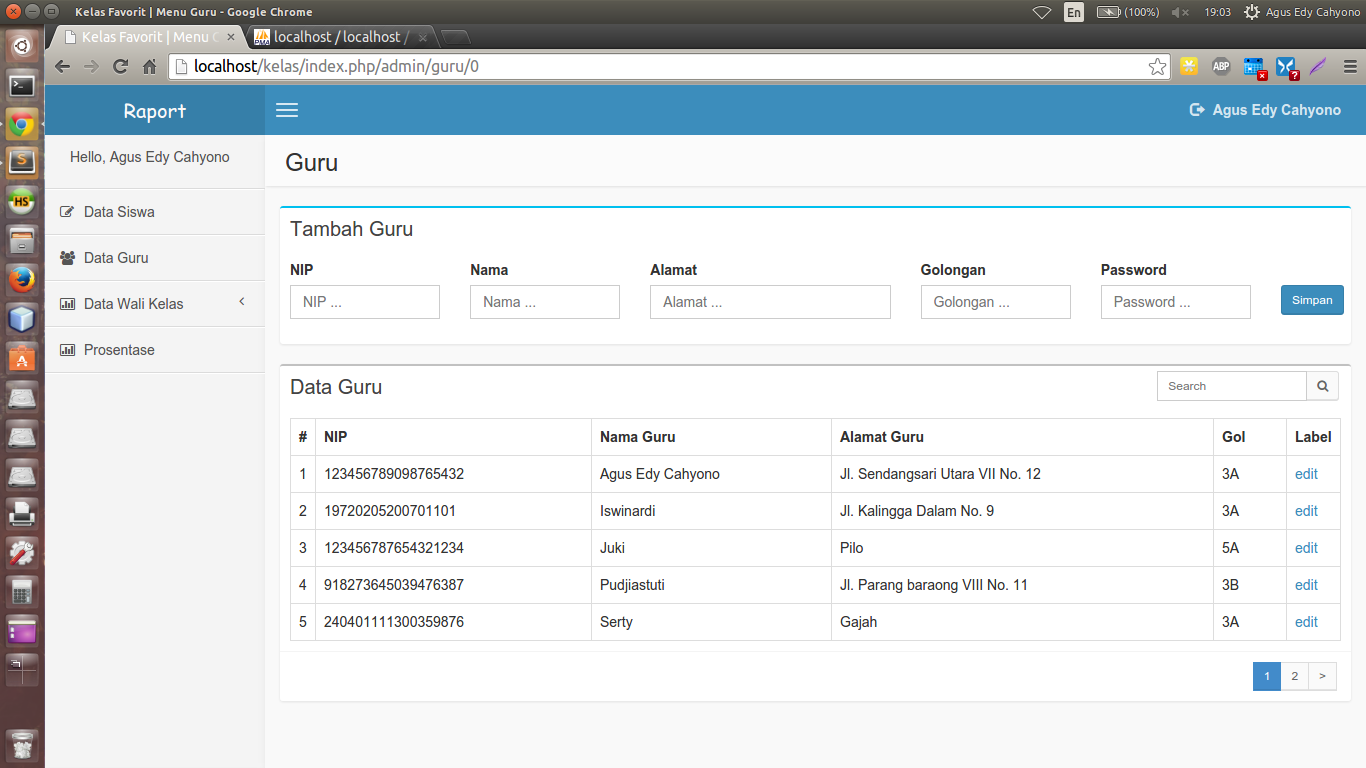 Kelas Favorit | Menu Guru - Google Chrome
En (100%) 19:03 Agus Edy Cahyono
Kelas Favorit | Menu G localhost / localhost /
localhost/kelas/index.php/admin/guru/0
ABP
Raport
Agus Edy Cahyono
Hello, Agus Edy Cahyono
Data Siswa
Data Guru
Data Wali Kelas
Prosentase
Guru
Tambah Guru
NIP Nama Alamat Golongan Password
NIP ... Nama ... Alamat ... Golongan ... Password ... Simpan
Data Guru
Search
# NIP Nama Guru Alamat Guru Gol Label
1 123456789098765432 Agus Edy Cahyono Jl. Sendangsari Utara VII No. 12 3A edit
2 19720205200701101 Iswinardi Jl. Kalingga Dalam No. 9 3A edit
3 123456787654321234 Juki Pilo 5A edit
4 918273645039476387 Pudjiastuti Jl. Parang baraong VIII No. 11 3B edit
5 240401111300359876 Serty Gajah 3A edit
1 2 >
HS
S
A